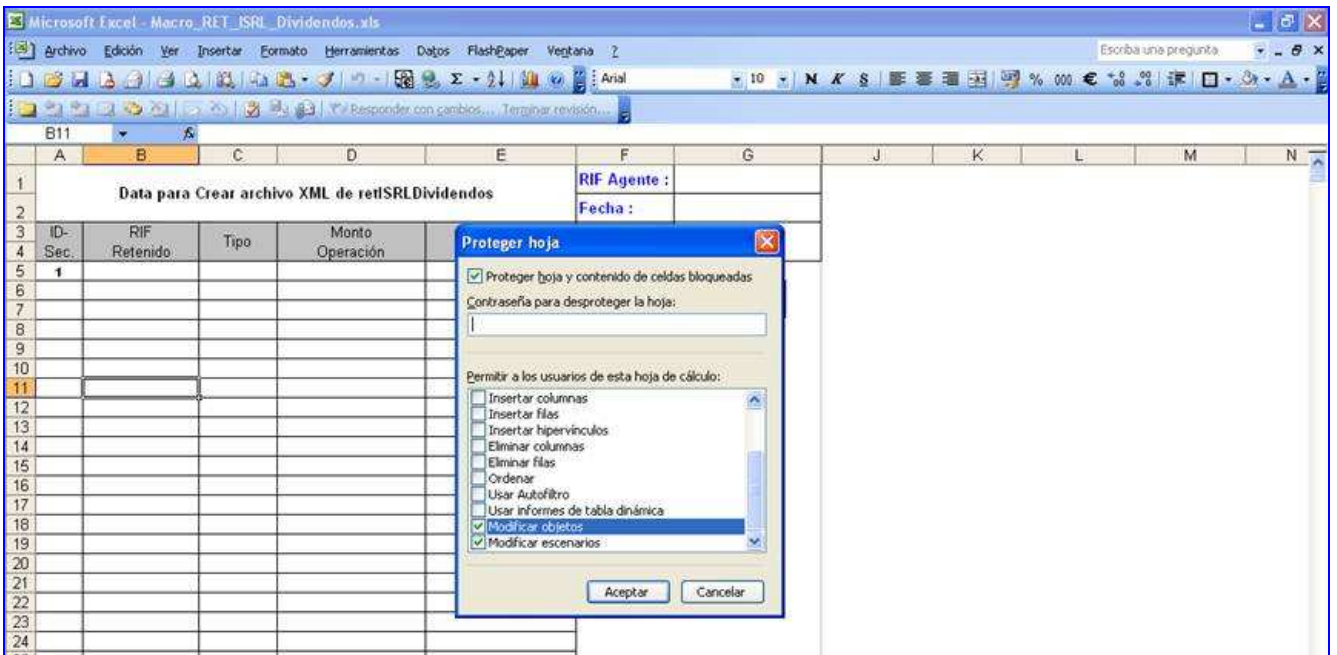 Microsoft Excel - Macro_RET_ISRL_Dividendos.xls
Archivo Edición Ver Insertar Formato Herramientas Datos FlashPaper Ventana ? Escriba una pregunta
Arial 10 N K S % 000 €
Responder con cambios... Terminar revisión...
B11
A B C D E F G J K L M N
1 Data para Crear archivo XML de retISRLDividendos RIF Agente :
2 Fecha :
3 ID- RIF Tipo Monto
4 Sec. Retenido Operación
5 1
6
7
8
9
10
11
12
13
14
15
16
17
18
19
20
21
22
23
24
Proteger hoja
Proteger hoja y contenido de celdas bloqueadas
Contraseña para desproteger la hoja:
Permitir a los usuarios de esta hoja de cálculo:
Insertar columnas
Insertar filas
Insertar hipervínculos
Eliminar columnas
Eliminar filas
Ordenar
Usar Autofiltro
Usar informes de tabla dinámica
Modificar objetos
Modificar escenarios
Aceptar Cancelar